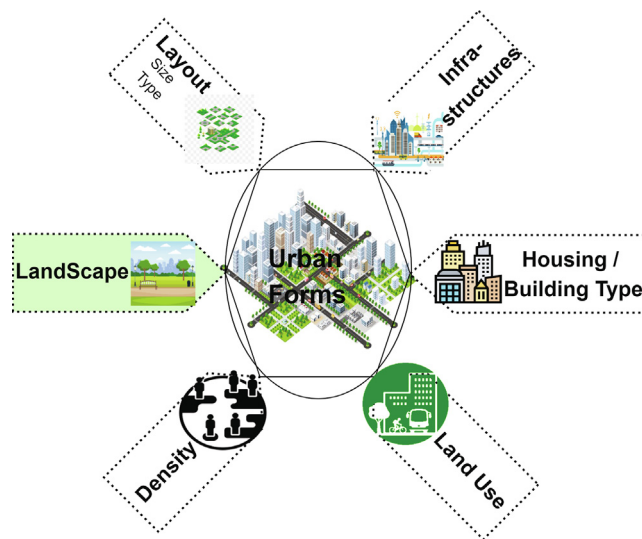 Layout
Size
Type
Infra-
structures
LandScape
Urban
Forms
Housing /
Building Type
Density
Land Use